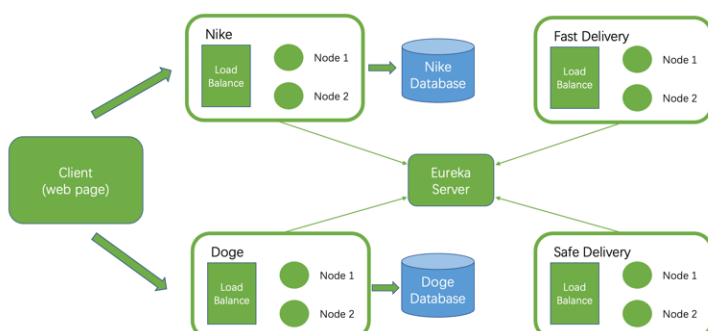 Nike
Load
Balance
Node 1
Node 2
Nike
Database
Fast Delivery
Load
Balance
Node 1
Node 2
Client
(web page)
Eureka
Server
Doge
Load
Balance
Node 1
Node 2
Doge
Database
Safe Delivery
Load
Balance
Node 1
Node 2